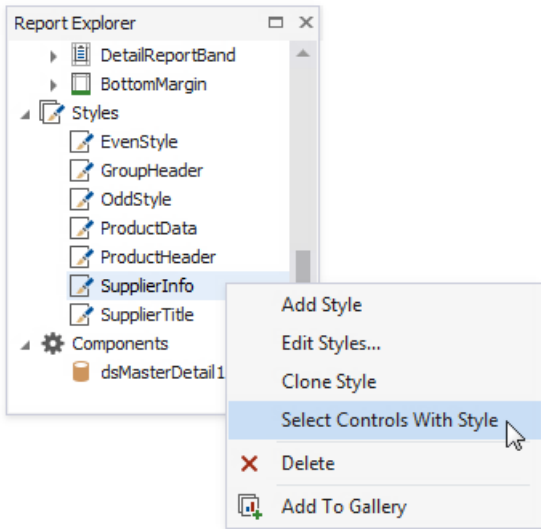 Report Explorer
DetailReportBand
BottomMargin
Styles
EvenStyle
GroupHeader
OddStyle
ProductData
ProductHeader
SupplierInfo
SupplierTitle
Components
dsMasterDetail1
Add Style
Edit Styles...
Clone Style
Select Controls With Style
Delete
Add To Gallery